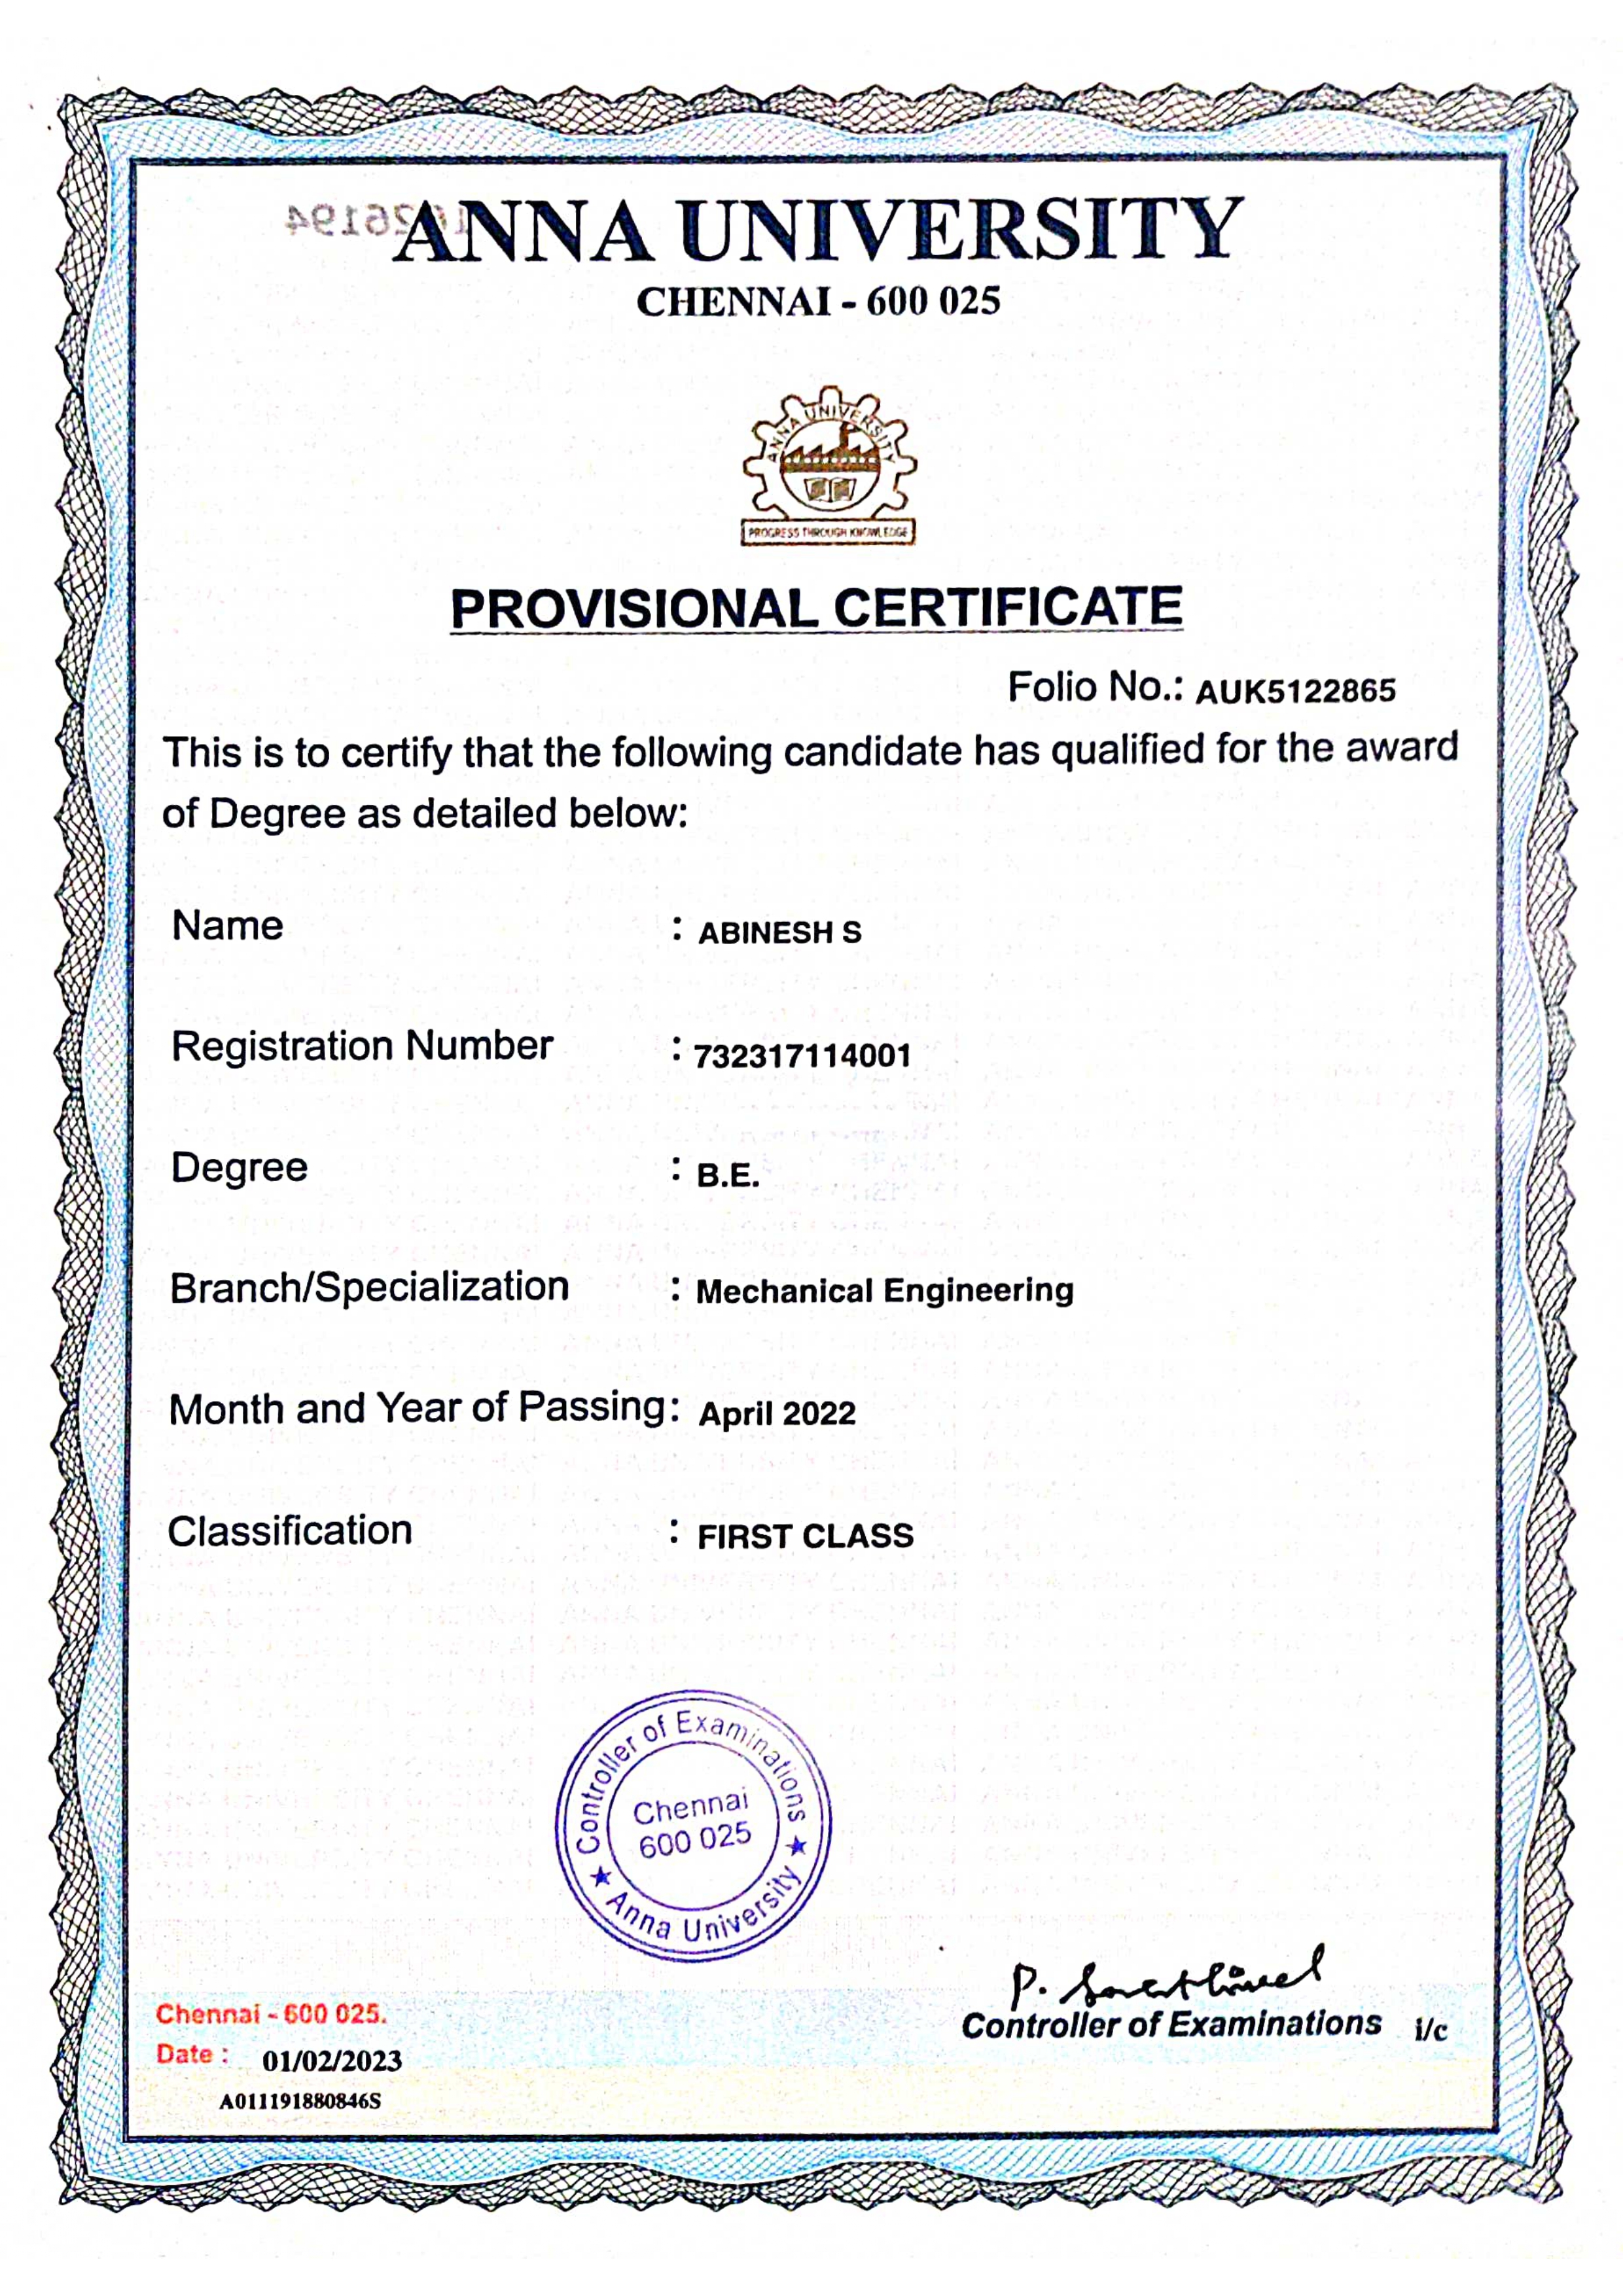 ANNA UNIVERSITY
CHENNAI - 600 025
ANNA UNIVERSITY
PROGRESS THROUGH KNOWLEDGE
PROVISIONAL CERTIFICATE
Folio No.: AUK5122865
This is to certify that the following candidate has qualified for the award
of Degree as detailed below:
Name : ABINESH S
Registration Number : 732317114001
Degree : B.E.
Branch/Specialization : Mechanical Engineering
Month and Year of Passing: April 2022
Classification : FIRST CLASS
Controller of Examinations
Chennai
600 025
★ Anna University ★
P.
Controller of Examinations i/c
Chennai - 600 025.
Date : 01/02/2023
A011191880846S